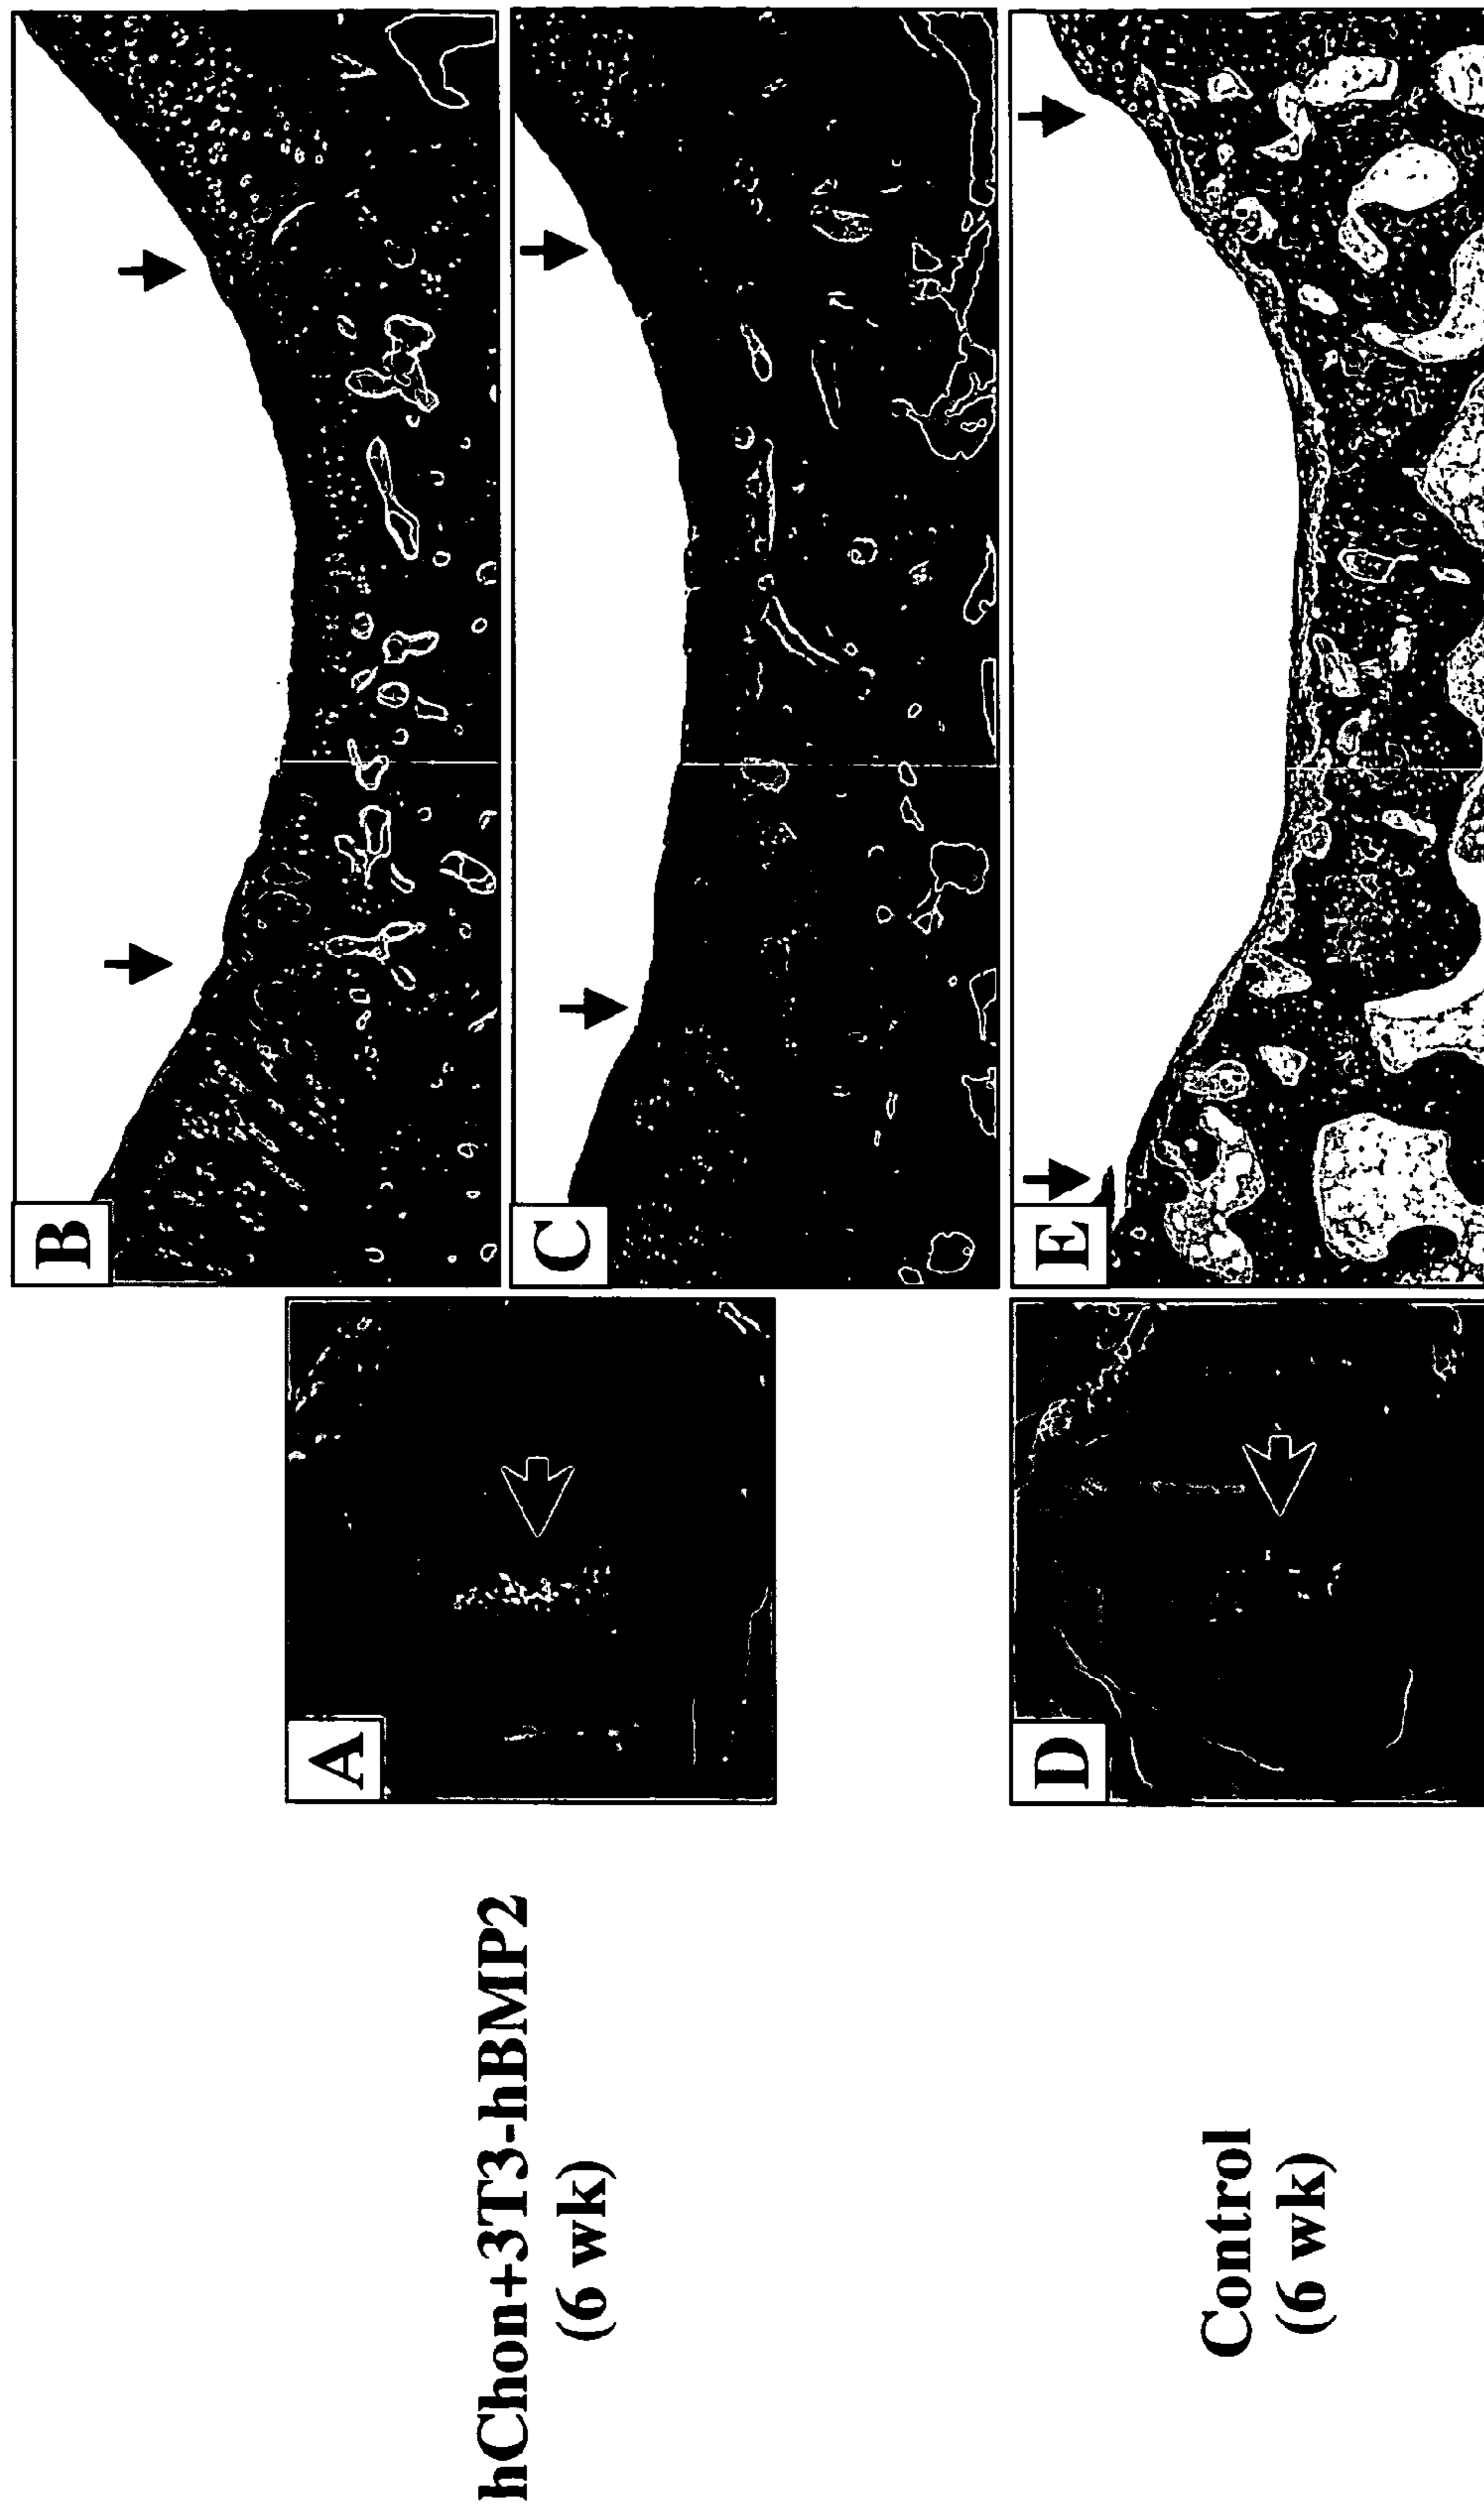 hChon+3T3-hBMP2
(6 wk)
A
B
C
Control
(6 wk)
D
E